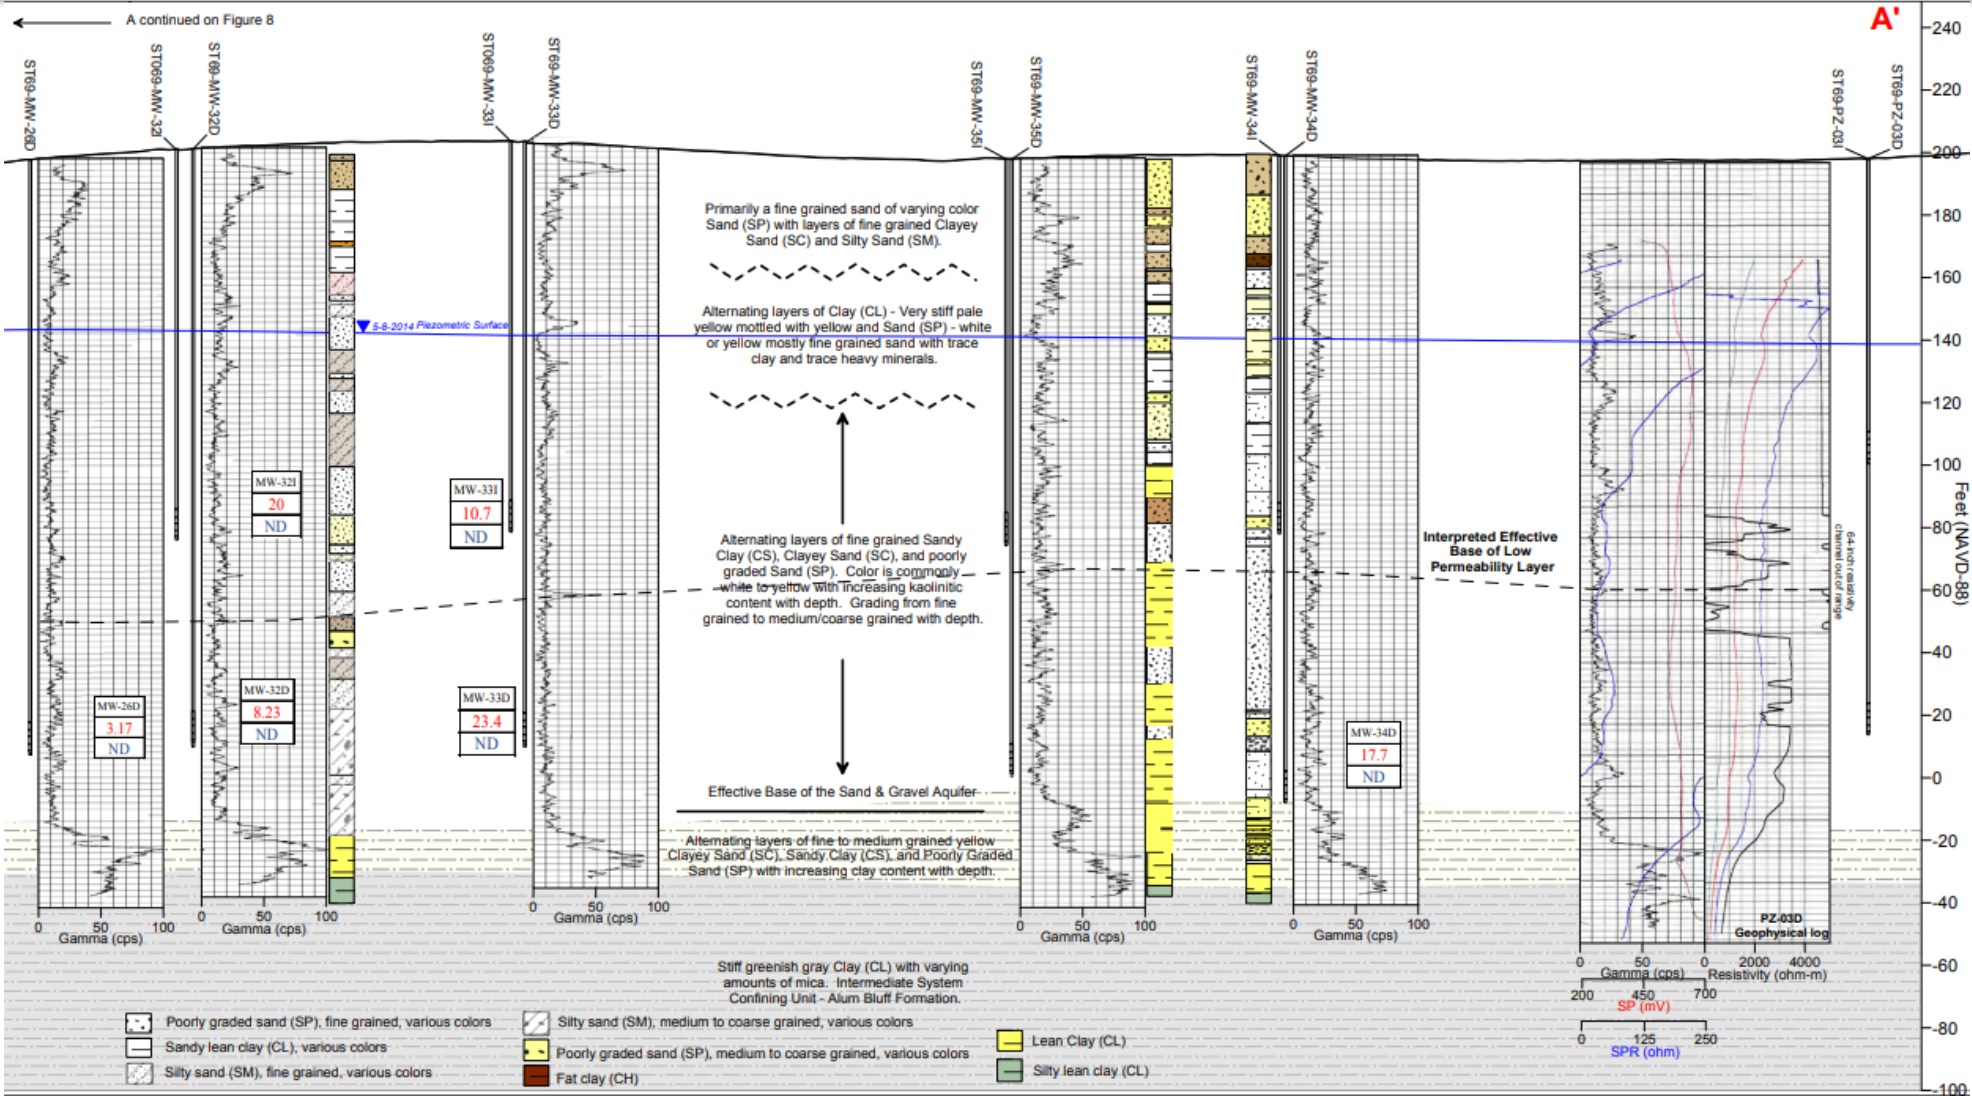 A continued on Figure 8
A'
ST69-MW-26D
ST069-MW-32I
ST69-MW-32D
ST069-MW-33I
ST69-MW-33D
ST69-MW-35I
ST69-MW-35D
ST69-MW-34I
ST69-MW-34D
ST69-PZ-03I
ST69-PZ-03D
240
220
200
180
160
140
120
100
80
60
40
20
0
-20
-40
-60
-80
-100
Feet (NAVD-88)
Primarily a fine grained sand of varying color
Sand (SP) with layers of fine grained Clayey
Sand (SC) and Silty Sand (SM).
5-8-2014 Piezometric Surface
Alternating layers of Clay (CL) - Very stiff pale
yellow mottled with yellow and Sand (SP) - white
or yellow mostly fine grained sand with trace
clay and trace heavy minerals.
MW-32I
20
ND
MW-33I
10.7
ND
Alternating layers of fine grained Sandy
Clay (CS), Clayey Sand (SC), and poorly
graded Sand (SP). Color is commonly
white to yellow with increasing kaolinitic
content with depth. Grading from fine
grained to medium/coarse grained with depth.
Interpreted Effective
Base of Low
Permeability Layer
64-inch resistivity
channel out of range
MW-26D
3.17
ND
MW-32D
8.23
ND
MW-33D
23.4
ND
MW-34D
17.7
ND
Effective Base of the Sand & Gravel Aquifer
Alternating layers of fine to medium grained yellow
Clayey Sand (SC), Sandy Clay (CS), and Poorly Graded
Sand (SP) with increasing clay content with depth.
0 50 100
Gamma (cps)
0 50 100
Gamma (cps)
0 50 100
Gamma (cps)
0 50 100
Gamma (cps)
0 50 100
Gamma (cps)
PZ-03D
Geophysical log
0 50 0 2000 4000
Gamma (cps) Resistivity (ohm-m)
200 450 700
SP (mV)
0 125 250
SPR (ohm)
Stiff greenish gray Clay (CL) with varying
amounts of mica. Intermediate System
Confining Unit - Alum Bluff Formation.
Poorly graded sand (SP), fine grained, various colors
Sandy lean clay (CL), various colors
Silty sand (SM), fine grained, various colors
Silty sand (SM), medium to coarse grained, various colors
Poorly graded sand (SP), medium to coarse grained, various colors
Fat clay (CH)
Lean Clay (CL)
Silty lean clay (CL)